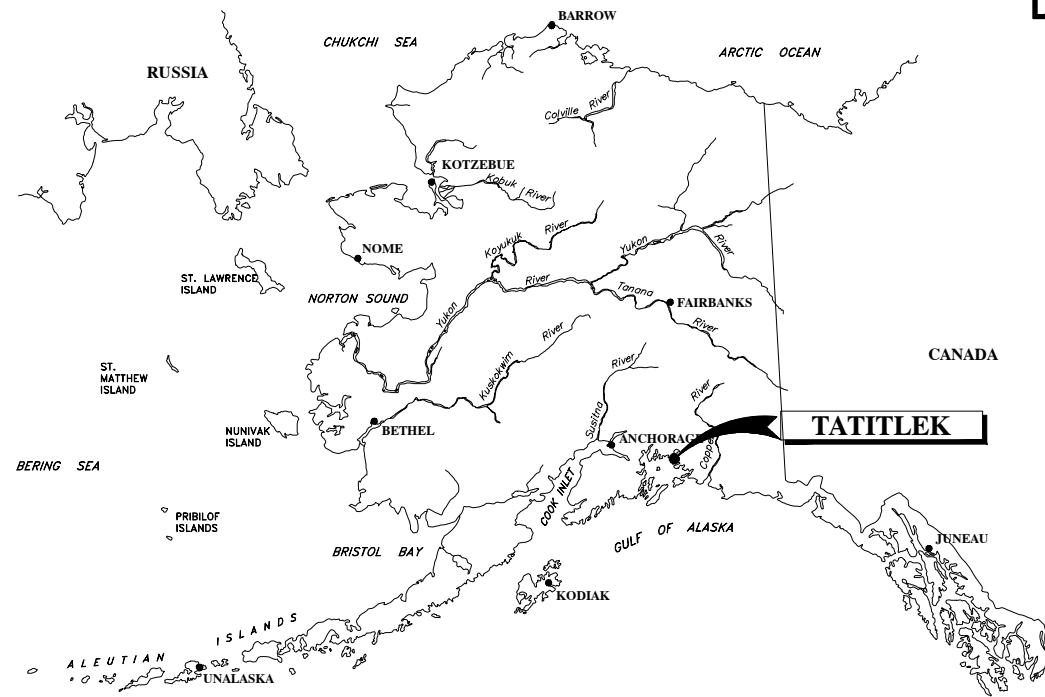 BARROW
CHUKCHI SEA
ARCTIC OCEAN
RUSSIA
Colville River
KOTZEBUE
Kobuk River
Koyukuk River
Yukon River
NOME
ST. LAWRENCE
ISLAND
NORTON SOUND
Yukon River
Tanana River
FAIRBANKS
CANADA
ST.
MATTHEW
ISLAND
Kuskokwim River
Susitna River
Copper River
NUNIVAK
ISLAND
BETHEL
ANCHORAGE
TATITLEK
BERING SEA
COOK INLET
PRIBILOF
ISLANDS
GULF OF ALASKA
BRISTOL BAY
JUNEAU
KODIAK
ALEUTIAN ISLANDS
UNALASKA